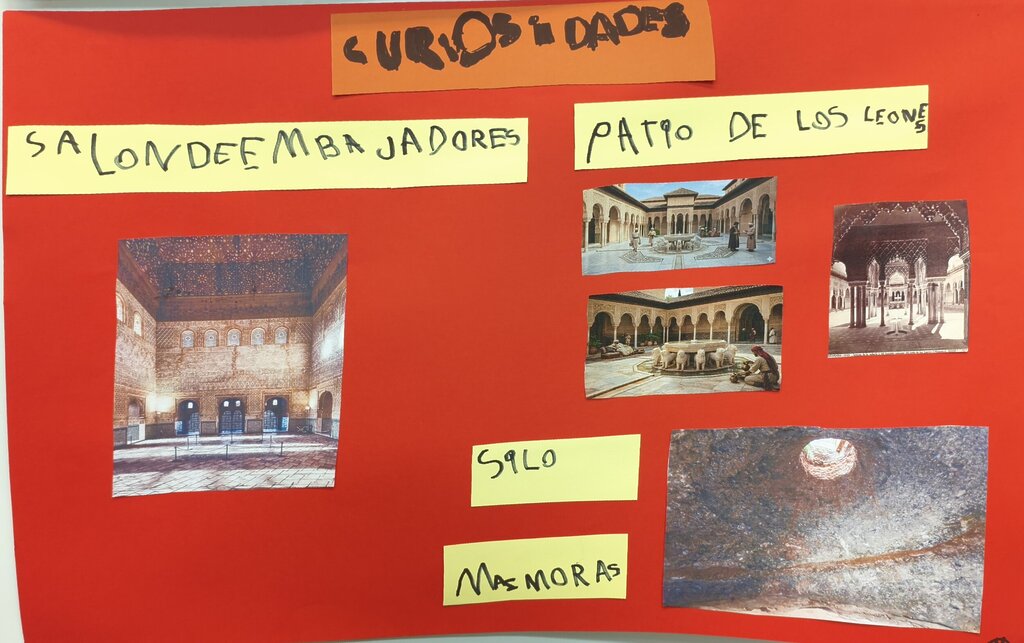 CURIOSiDADES
SALONDEEMBAJADORES
PATIO DE LOS LEONES
SILO
MASMORAS